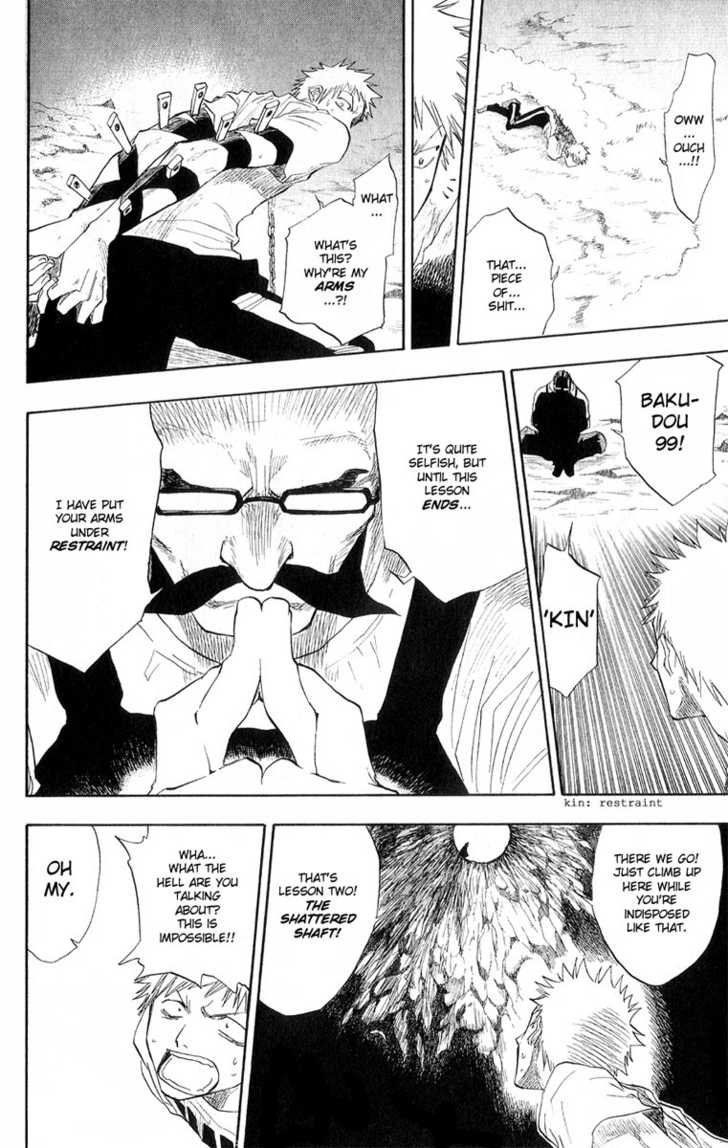 OWW
...
OUCH
...!!
THAT...
PIECE
OF...
SHIT...
WHAT
...
WHAT'S
THIS?
WHY'RE MY
ARMS
...?!
BAKU-
DOU
99!
'KIN'
kin: restraint
IT'S QUITE
SELFISH, BUT
UNTIL THIS
LESSON
ENDS...
I HAVE PUT
YOUR ARMS
UNDER
RESTRAINT!
THERE WE GO!
JUST CLIMB UP
HERE WHILE
YOU'RE
INDISPOSED
LIKE THAT.
THAT'S
LESSON TWO!
THE
SHATTERED
SHAFT!
WHA...
WHAT THE
HELL ARE YOU
TALKING
ABOUT?
THIS IS
IMPOSSIBLE!!
OH
MY.